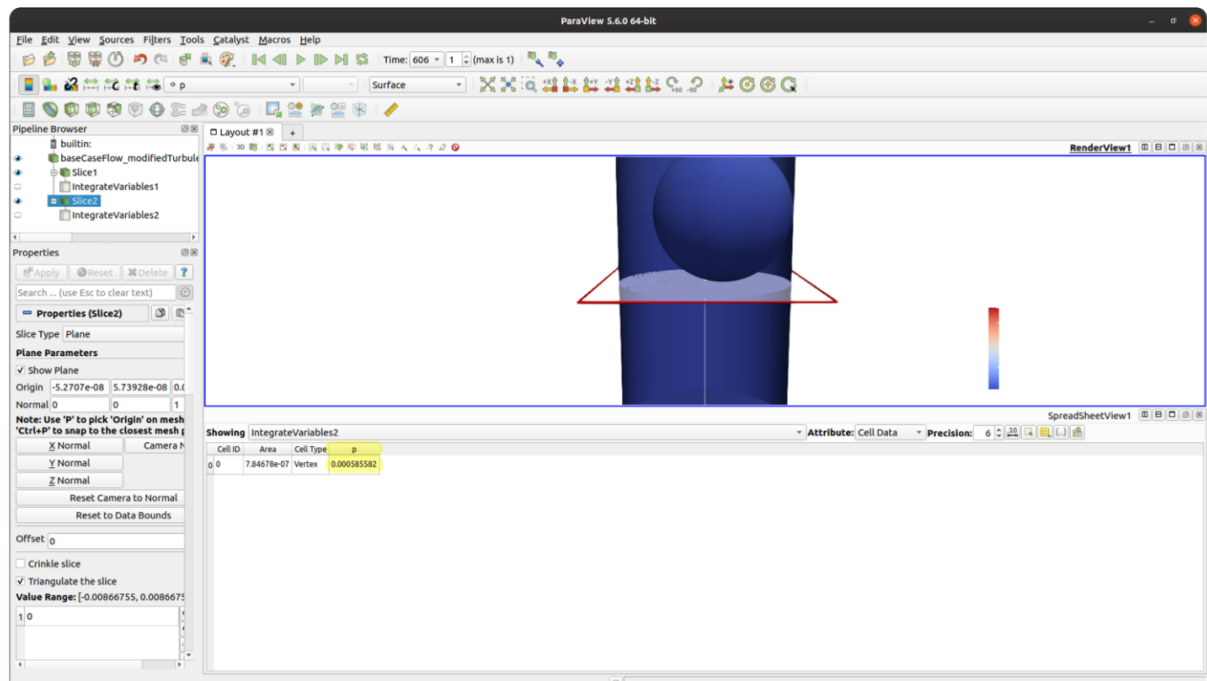 ParaView 5.6.0 64-bit
File Edit View Sources Filters Tools Catalyst Macros Help
Time: 606 1 (max is 1)
p Surface
+X -X +Y -Y +Z -Z +90 -90
Pipeline Browser
builtin:
baseCaseFlow_modifiedTurbule
Slice1
IntegrateVariables1
Slice2
IntegrateVariables2
Properties
Apply Reset Delete ?
Search ... (use Esc to clear text)
Properties (Slice2)
Slice Type Plane
Plane Parameters
Show Plane
Origin -5.2707e-08 5.73928e-08 0.0
Normal 0 0 1
Note: Use 'P' to pick 'Origin' on mesh
'Ctrl+P' to snap to the closest mesh p
X Normal Camera N
Y Normal
Z Normal
Reset Camera to Normal
Reset to Data Bounds
Offset 0
Crinkle slice
Triangulate the slice
Value Range: [-0.00866755, 0.0086675
1 0
Layout #1 +
3D RenderView1
SpreadSheetView1
Showing IntegrateVariables2 Attribute: Cell Data Precision: 6
Cell ID Area Cell Type p
0 0 7.84678e-07 Vertex 0.000585582